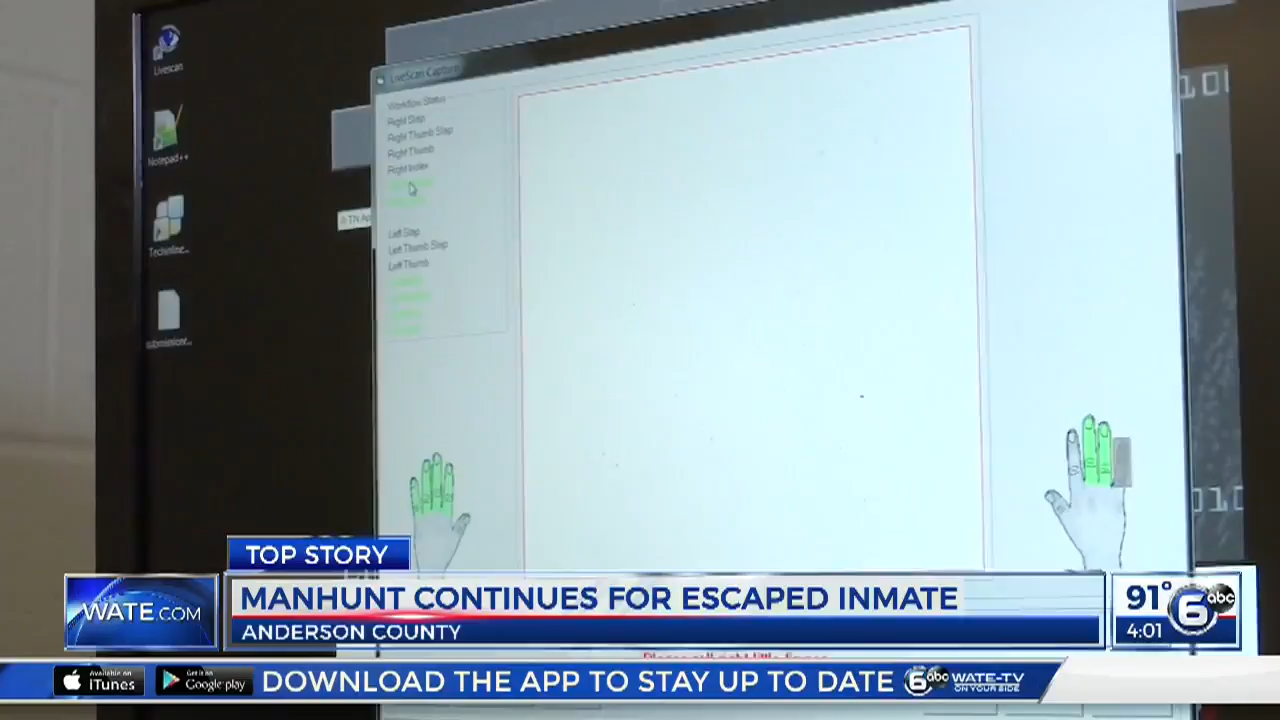 Livescan
Notepad++
LiveScan Capture
Workflow Status
Right Slap
Right Thumb Slap
Right Thumb
Right Index
Left Slap
Left Thumb Slap
Left Thumb
TOP STORY
WATE.COM
MANHUNT CONTINUES FOR ESCAPED INMATE
ANDERSON COUNTY
91°
4:01
6 abc
Available on
iTunes
Get it on
Google play
DOWNLOAD THE APP TO STAY UP TO DATE
6 abc
WATE-TV
ON YOUR SIDE